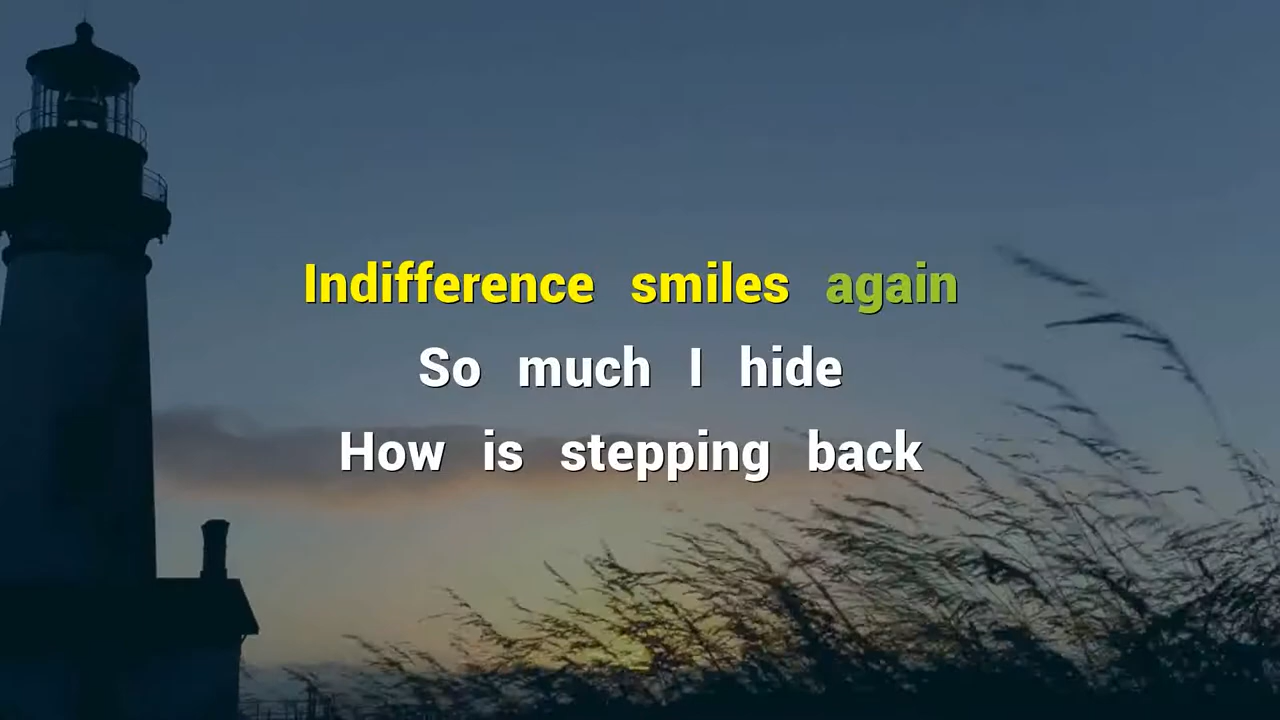 Indifference smiles again
So much I hide
How is stepping back